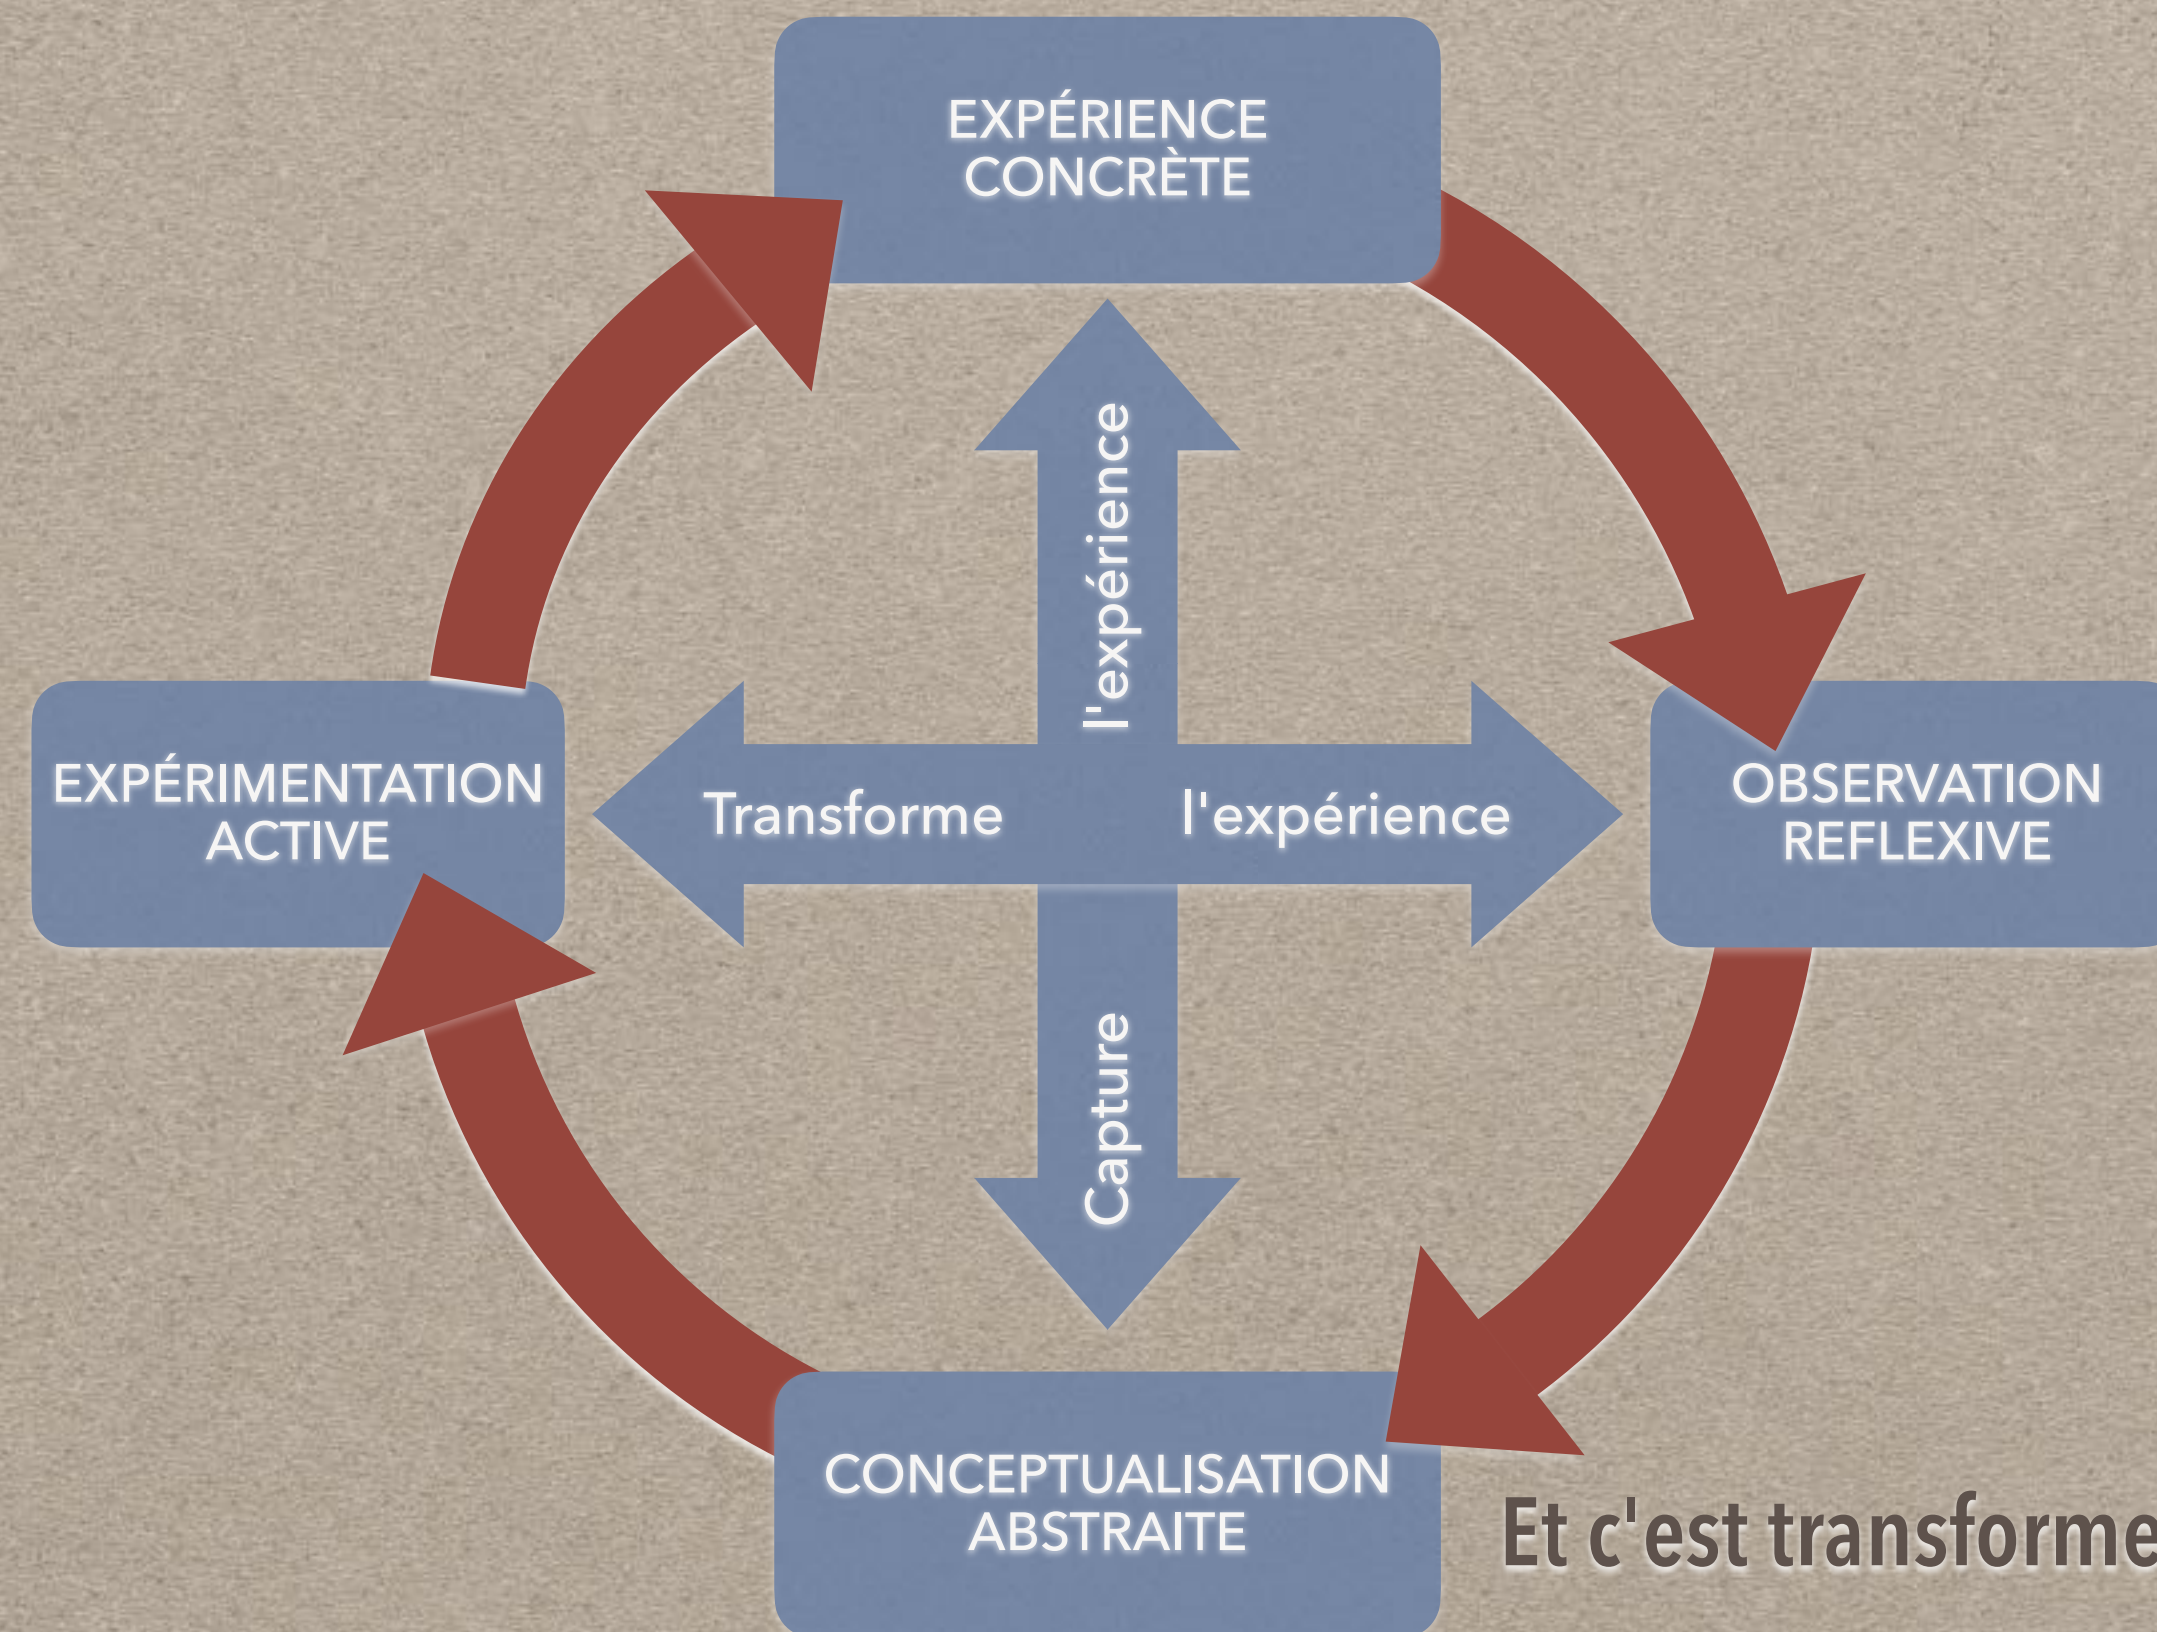 EXPÉRIENCE
CONCRÈTE
l'expérience
EXPÉRIMENTATION
ACTIVE
Transforme l'expérience
OBSERVATION
REFLEXIVE
Capture
CONCEPTUALISATION
ABSTRAITE
Et c'est transforme